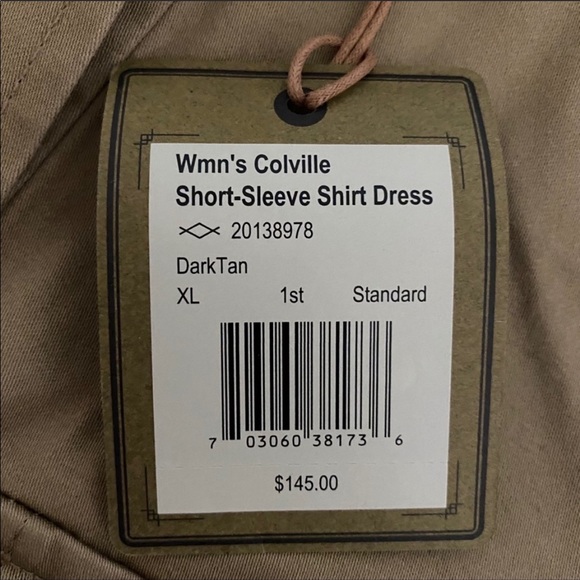 Wmn's Colville
Short-Sleeve Shirt Dress
20138978
DarkTan
XL 1st Standard
7 03060 38173 6
$145.00